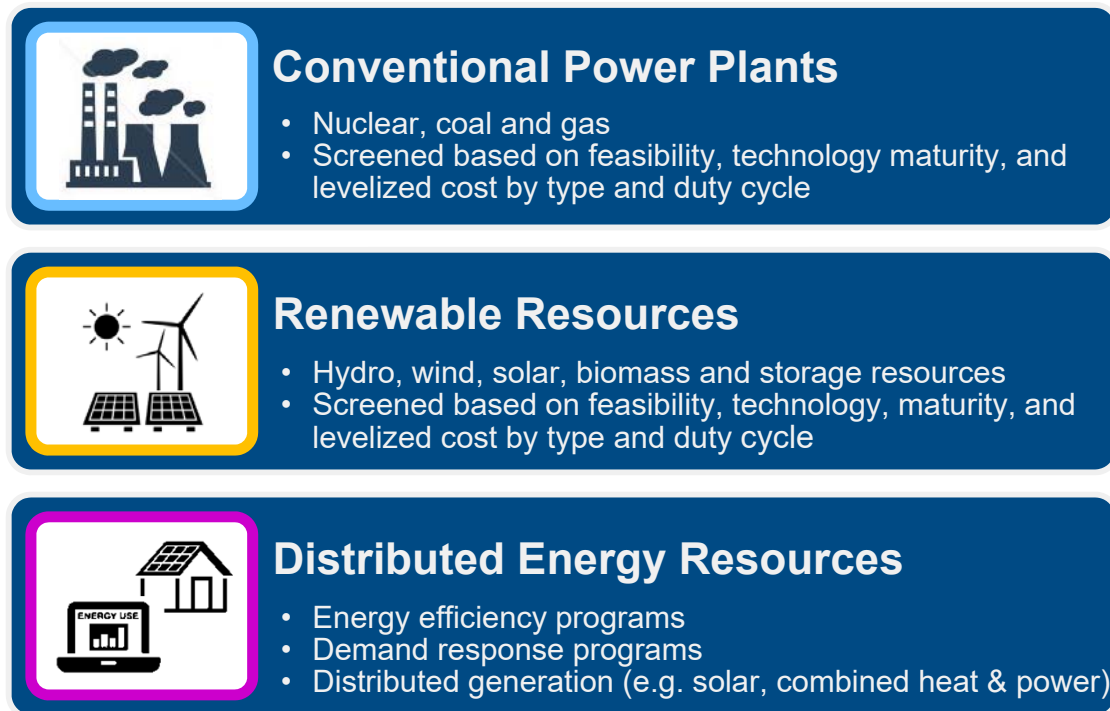 Conventional Power Plants
• Nuclear, coal and gas
• Screened based on feasibility, technology maturity, and
levelized cost by type and duty cycle
Renewable Resources
• Hydro, wind, solar, biomass and storage resources
• Screened based on feasibility, technology, maturity, and
levelized cost by type and duty cycle
ENERGY USE
Distributed Energy Resources
• Energy efficiency programs
• Demand response programs
• Distributed generation (e.g. solar, combined heat & power)